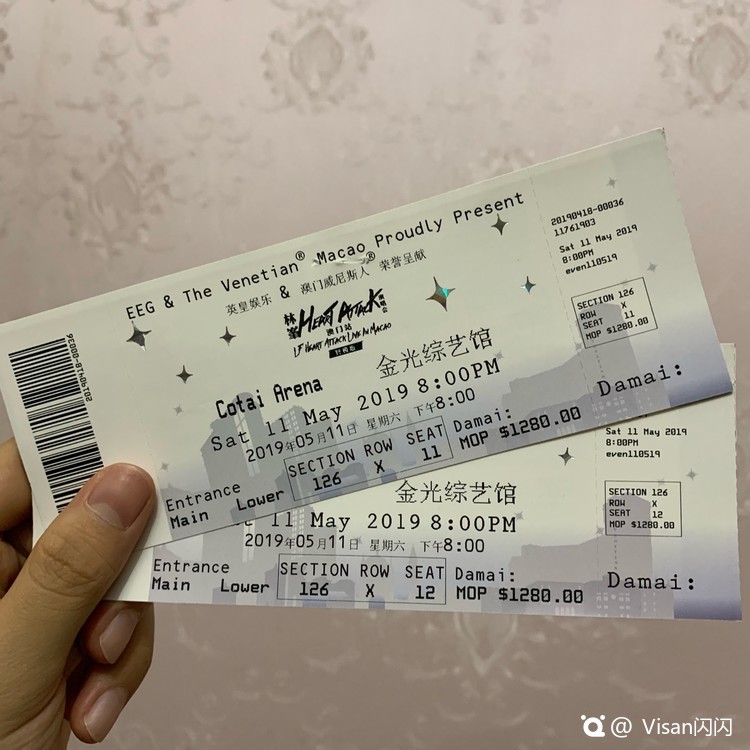 EEG & The Venetian® Macao Proudly Present
英皇娱乐 & 澳门威尼斯人® 荣誉呈献
林峯 HEART ATTACK 演唱会
澳门站
LF HEART ATTACK LIVE IN MACAO
Cotai Arena 金光综艺馆
Sat 11 May 2019 8:00PM
2019年05月11日 星期六 下午8:00
Entrance
Main Lower
SECTION ROW SEAT
126 X 11
Damai:
MOP $1280.00
20190418-00036
20190418-00036
11761903
Sat 11 May 2019
8:00PM
even110519
SECTION 126
ROW X
SEAT 11
MOP $1280.00
Damai:
金光综艺馆
11 May 2019 8:00PM
2019年05月11日 星期六 下午8:00
Entrance
Main Lower
SECTION ROW SEAT
126 X 12
Damai:
MOP $1280.00
Sat 11 May 2019
8:00PM
even110519
SECTION 126
ROW X
SEAT 12
MOP $1280.00
Damai:
@ Visan闪闪